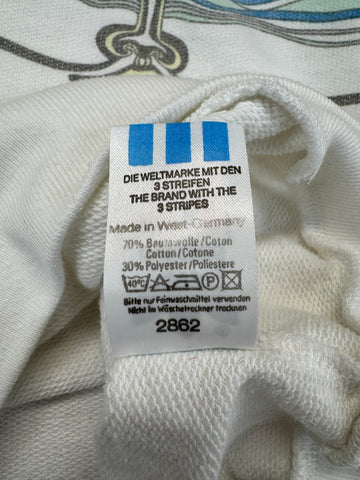 DIE WELTMARKE MIT DEN
3 STREIFEN
THE BRAND WITH THE
3 STRIPES
Made in West-Germany
70% Baumwolle/Coton
Cotton/Cotone
30% Polyester/Poliestere
40°C
Bitte nur Feinwaschmittel verwenden
Nicht im Wäschetrockner trocknen
2862